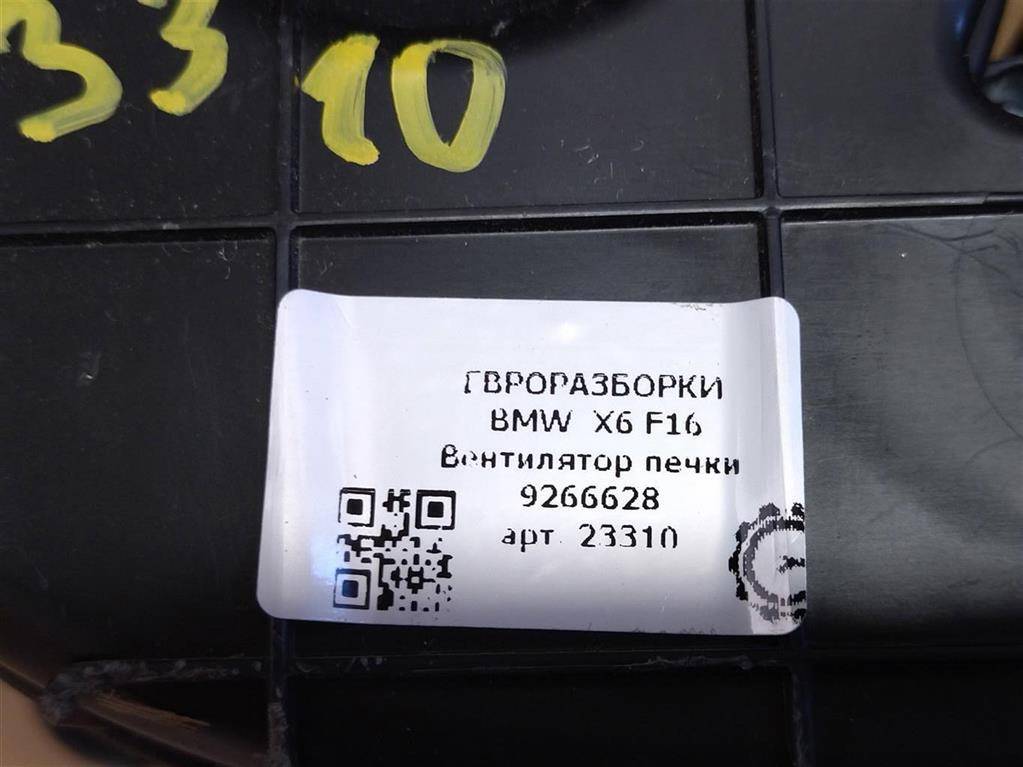 3310
ЕВРОРАЗБОРКИ
BMW X6 F16
Вентилятор печки
9266628
арт. 23310